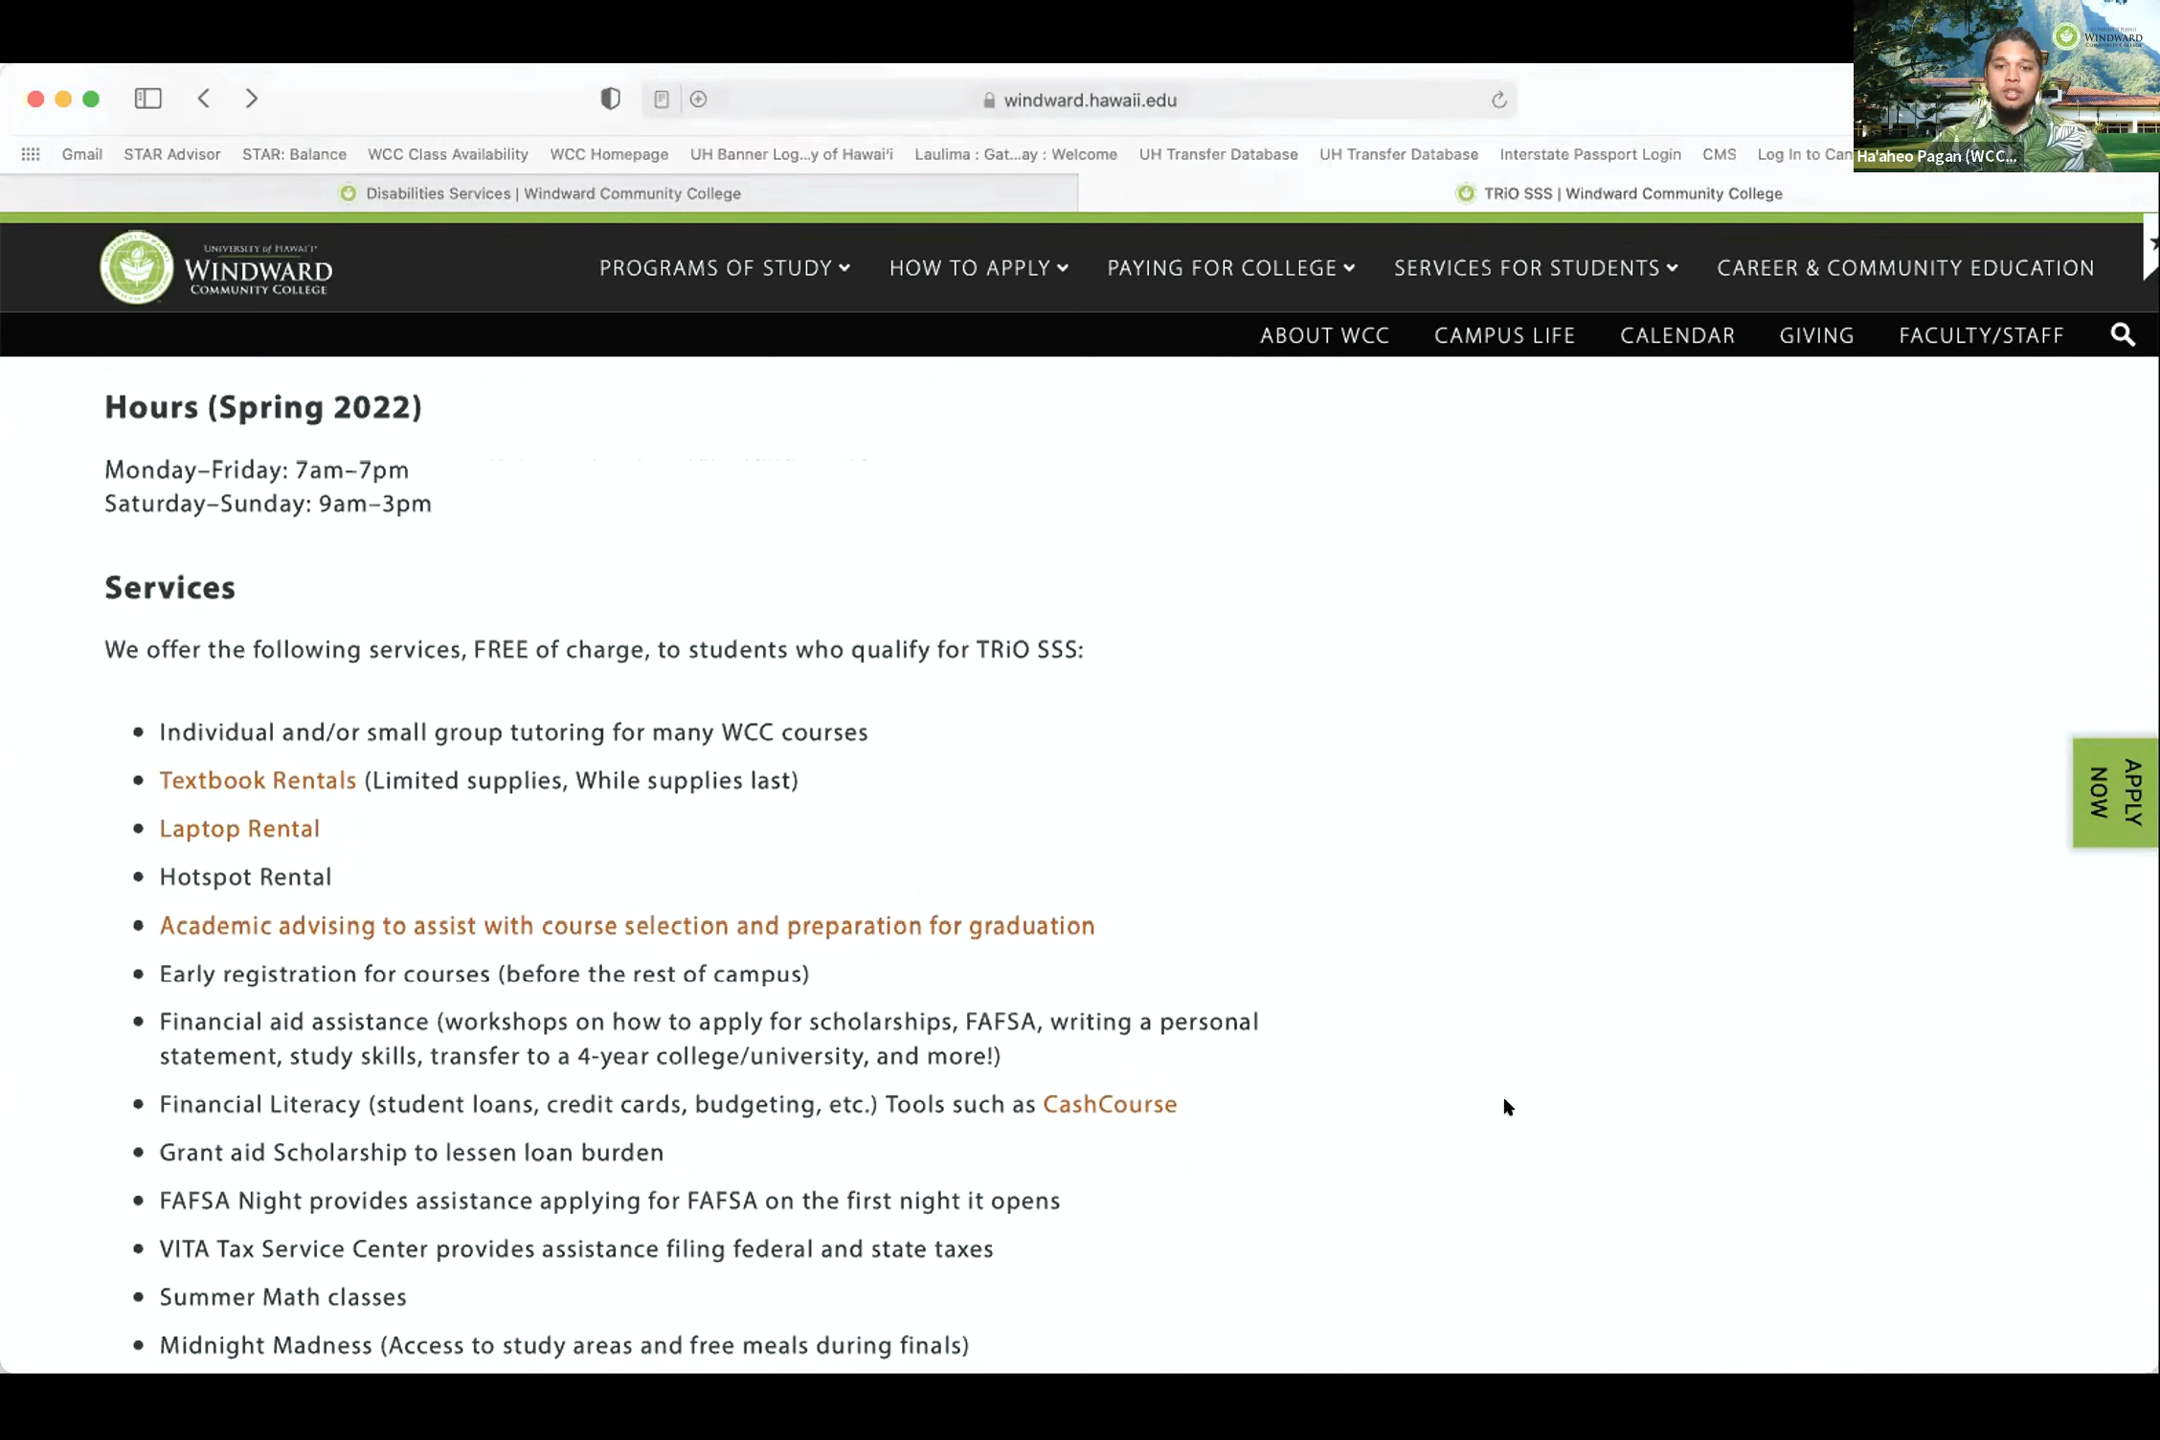 WINDWARD
windward.hawaii.edu
Gmail STAR Advisor STAR: Balance WCC Class Availability WCC Homepage UH Banner Log...y of Hawaiʻi Laulima : Gat...ay : Welcome UH Transfer Database UH Transfer Database Interstate Passport Login CMS Log In to Can
Ha'aheo Pagan (WCC...
Disabilities Services | Windward Community College TRiO SSS | Windward Community College
UNIVERSITY of HAWAIʻI
WINDWARD
COMMUNITY COLLEGE
PROGRAMS OF STUDY HOW TO APPLY PAYING FOR COLLEGE SERVICES FOR STUDENTS CAREER & COMMUNITY EDUCATION
ABOUT WCC CAMPUS LIFE CALENDAR GIVING FACULTY/STAFF
Hours (Spring 2022)
Monday–Friday: 7am–7pm
Saturday–Sunday: 9am–3pm
Services
We offer the following services, FREE of charge, to students who qualify for TRiO SSS:
• Individual and/or small group tutoring for many WCC courses
• Textbook Rentals (Limited supplies, While supplies last)
• Laptop Rental
• Hotspot Rental
• Academic advising to assist with course selection and preparation for graduation
• Early registration for courses (before the rest of campus)
• Financial aid assistance (workshops on how to apply for scholarships, FAFSA, writing a personal
statement, study skills, transfer to a 4-year college/university, and more!)
• Financial Literacy (student loans, credit cards, budgeting, etc.) Tools such as CashCourse
• Grant aid Scholarship to lessen loan burden
• FAFSA Night provides assistance applying for FAFSA on the first night it opens
• VITA Tax Service Center provides assistance filing federal and state taxes
• Summer Math classes
• Midnight Madness (Access to study areas and free meals during finals)
APPLY
NOW